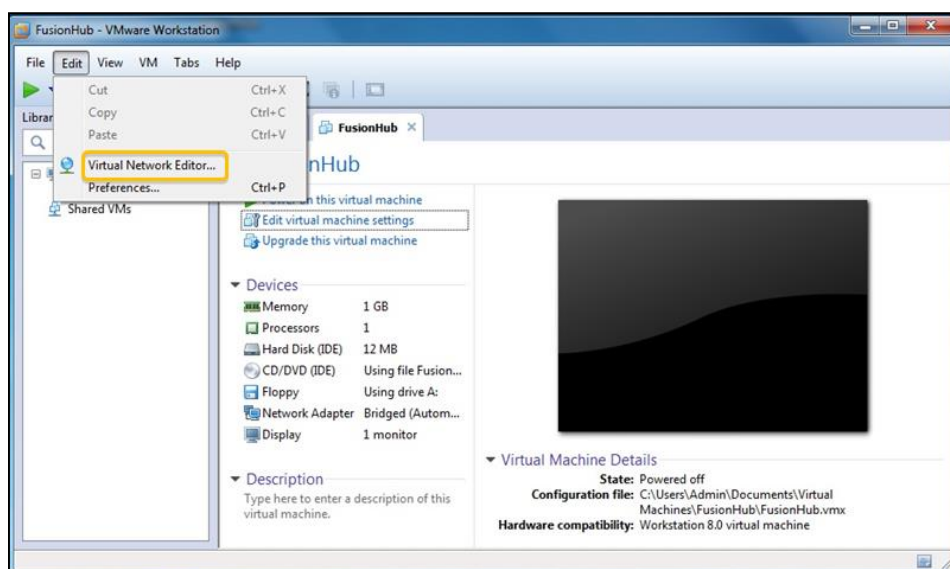 FusionHub - VMware Workstation
File Edit View VM Tabs Help
Cut Ctrl+X
Copy Ctrl+C
Paste Ctrl+V
Virtual Network Editor...
Preferences... Ctrl+P
Shared VMs
FusionHub
nHub
this virtual machine
Edit virtual machine settings
Upgrade this virtual machine
Devices
Memory 1 GB
Processors 1
Hard Disk (IDE) 12 MB
CD/DVD (IDE) Using file Fusion...
Floppy Using drive A:
Network Adapter Bridged (Autom...
Display 1 monitor
Description
Type here to enter a description of this
virtual machine.
Virtual Machine Details
State: Powered off
Configuration file: C:\Users\Admin\Documents\Virtual
Machines\FusionHub\FusionHub.vmx
Hardware compatibility: Workstation 8.0 virtual machine